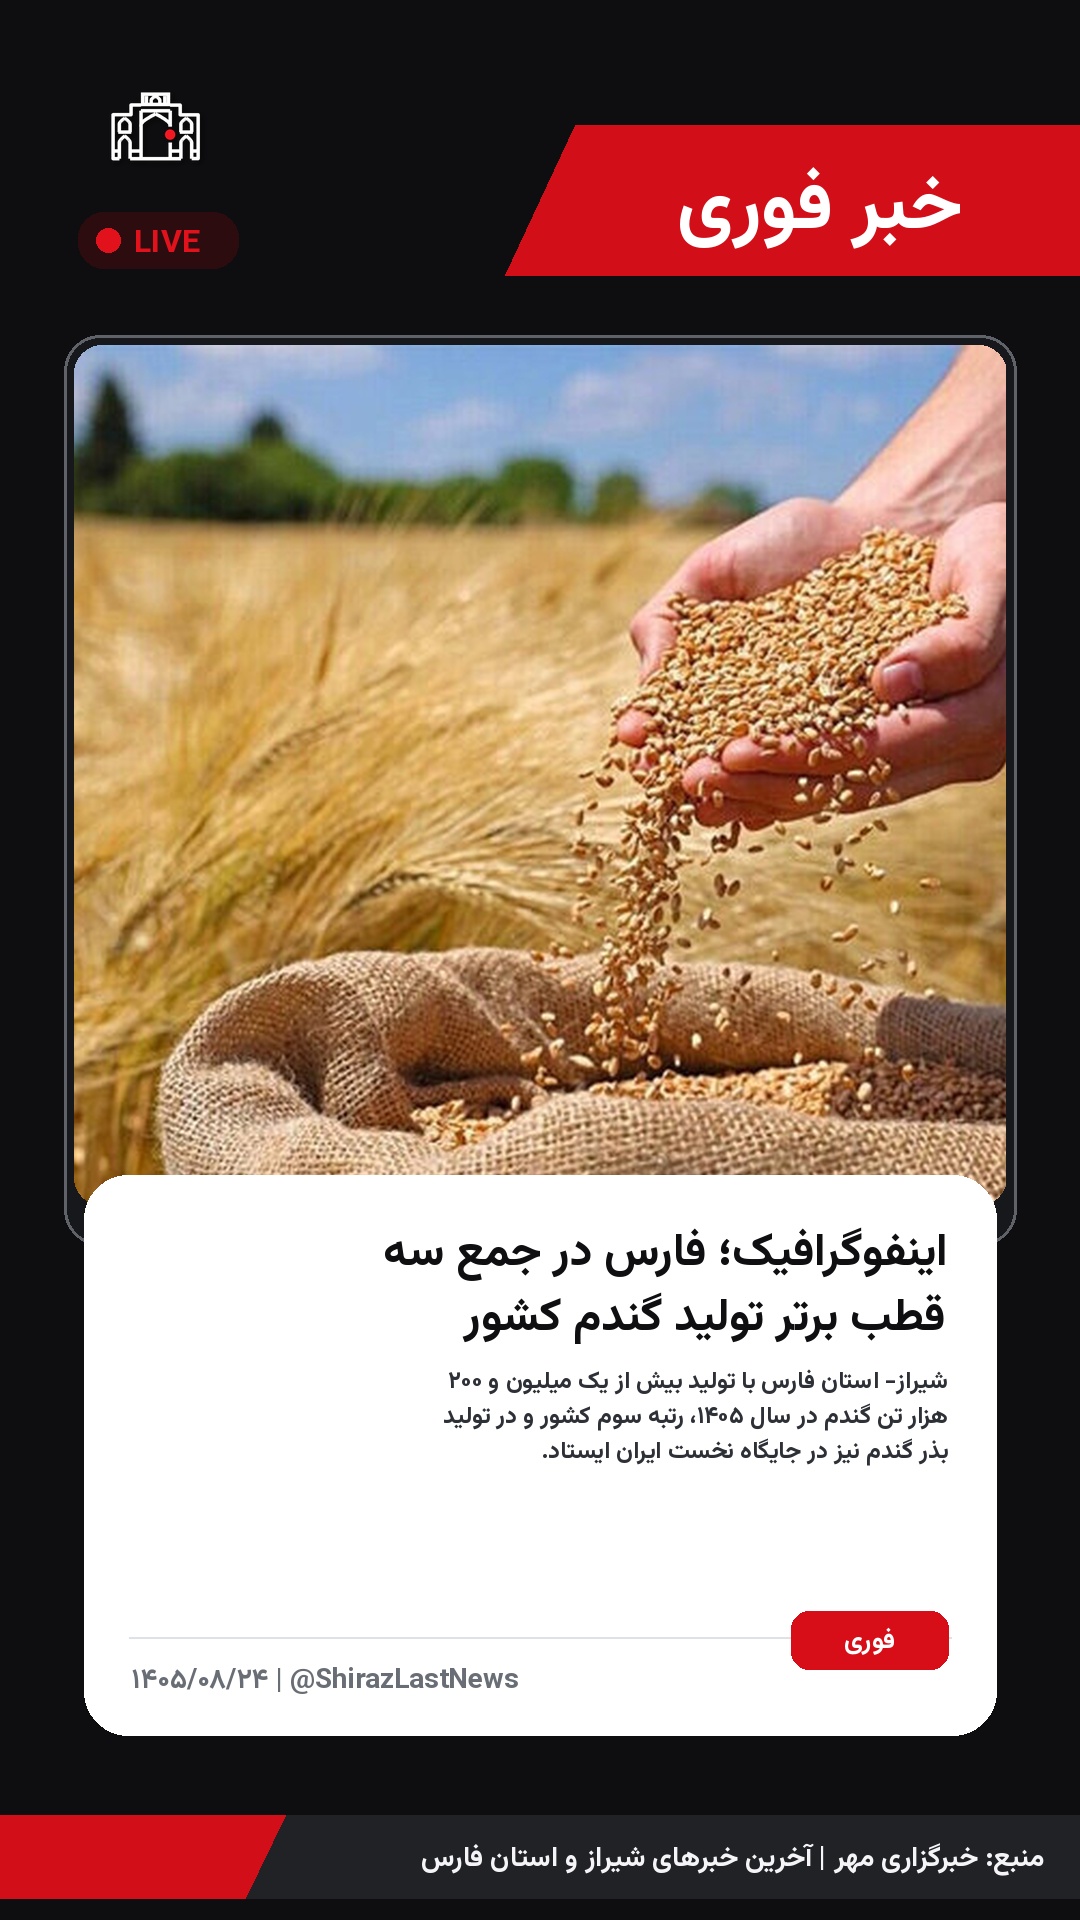 خبر فوری
LIVE
اینفوگرافیک؛ فارس در جمع سه
قطب برتر تولید گندم کشور
شیراز- استان فارس با تولید بیش از یک میلیون و ۲۰۰
هزار تن گندم در سال ۱۴۰۵، رتبه سوم کشور و در تولید
بذر گندم نیز در جایگاه نخست ایران ایستاد.
فوری
۱۴۰۵/۰۸/۲۴ | @ShirazLastNews
منبع: خبرگزاری مهر | آخرین خبرهای شیراز و استان فارس